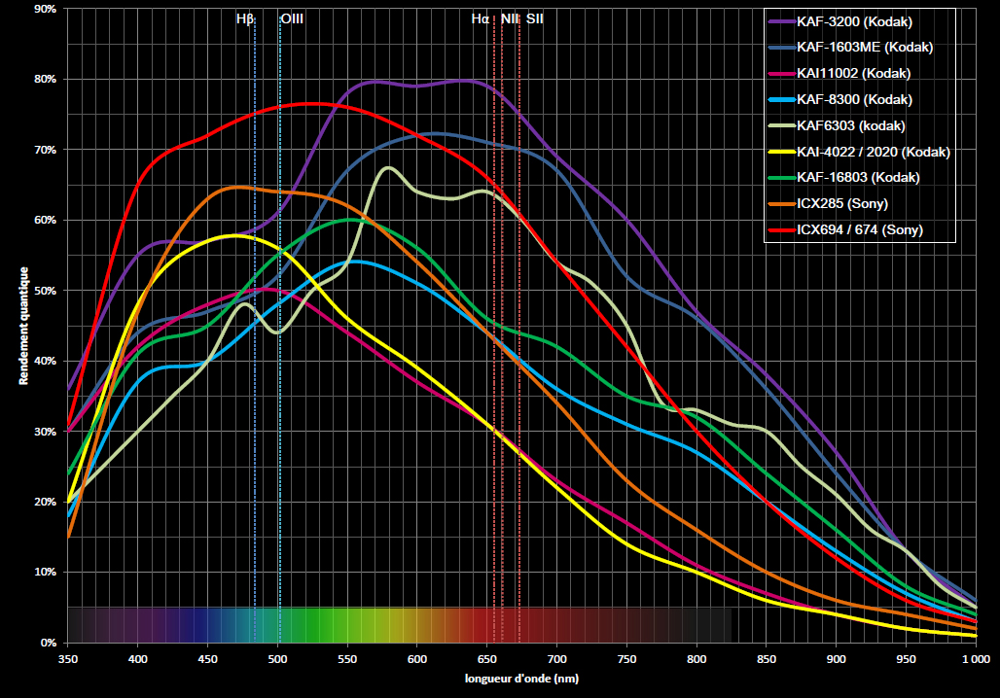 90%
80%
70%
60%
50%
40%
30%
20%
10%
0%
Rendement quantique
Hβ
OIII
Hα
NII
SII
KAF-3200 (Kodak)
KAF-1603ME (Kodak)
KAI11002 (Kodak)
KAF-8300 (Kodak)
KAF6303 (kodak)
KAI-4022 / 2020 (Kodak)
KAF-16803 (Kodak)
ICX285 (Sony)
ICX694 / 674 (Sony)
350 400 450 500 550 600 650 700 750 800 850 900 950 1 000
longueur d'onde (nm)